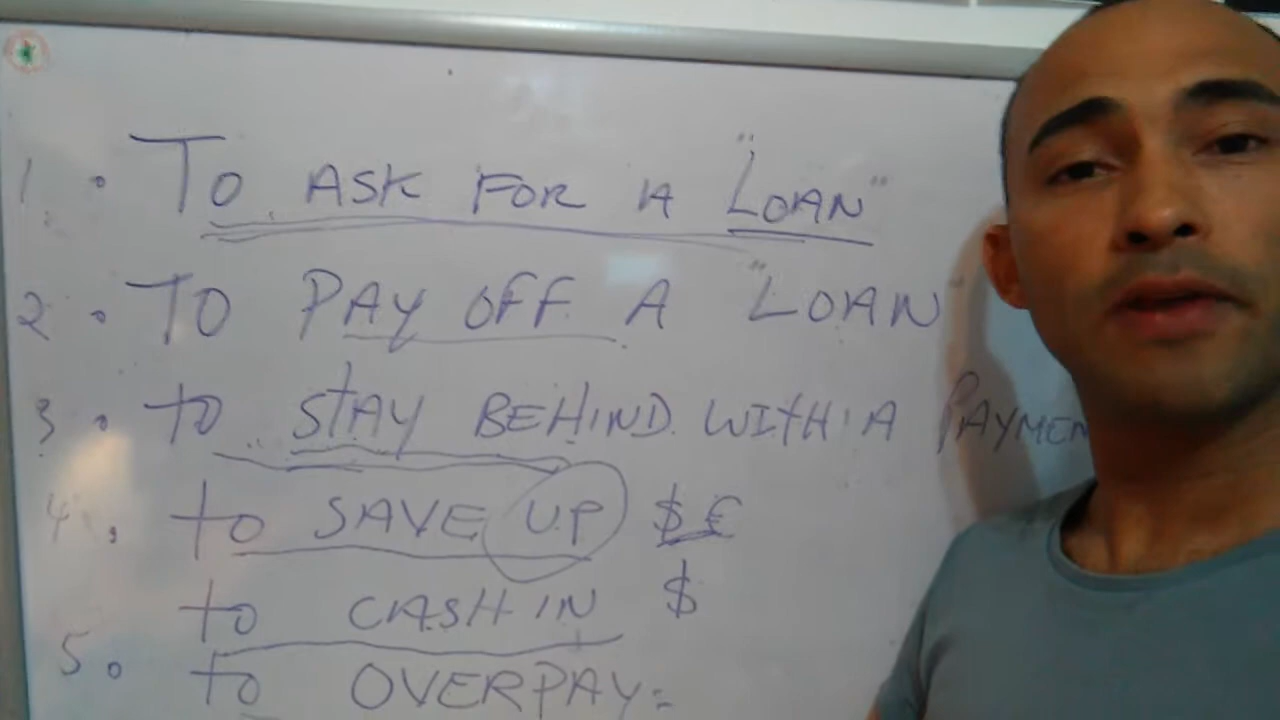 1. TO ASK FOR A "LOAN"
2. TO PAY OFF A "LOAN"
3. to STAY BEHIND WITH A PAYMEN
4. to SAVE UP $ £
to CASH IN $
5. to OVERPAY: